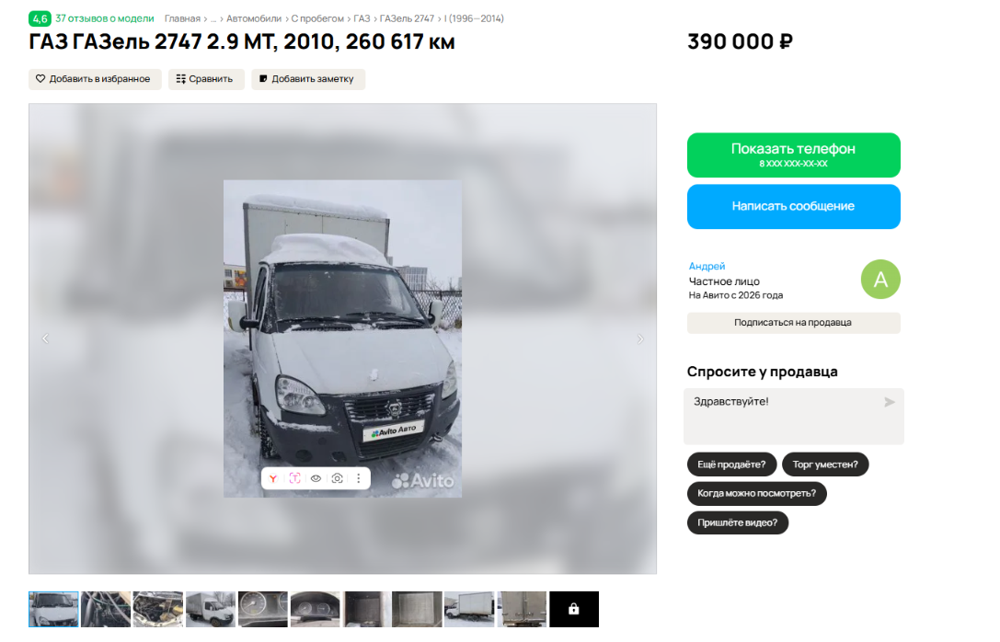 4,6 37 отзывов о модели Главная › ... › Автомобили › С пробегом › ГАЗ › ГАЗель 2747 › I (1996—2014)
ГАЗ ГАЗель 2747 2.9 MT, 2010, 260 617 км
390 000 ₽
Добавить в избранное
Сравнить
Добавить заметку
Показать телефон
8 XXX XXX-XX-XX
Написать сообщение
Андрей
Частное лицо
На Авито с 2026 года
A
Подписаться на продавца
Спросите у продавца
Здравствуйте!
Ещё продаёте?
Торг уместен?
Когда можно посмотреть?
Пришлёте видео?
Avito Авто
Avito